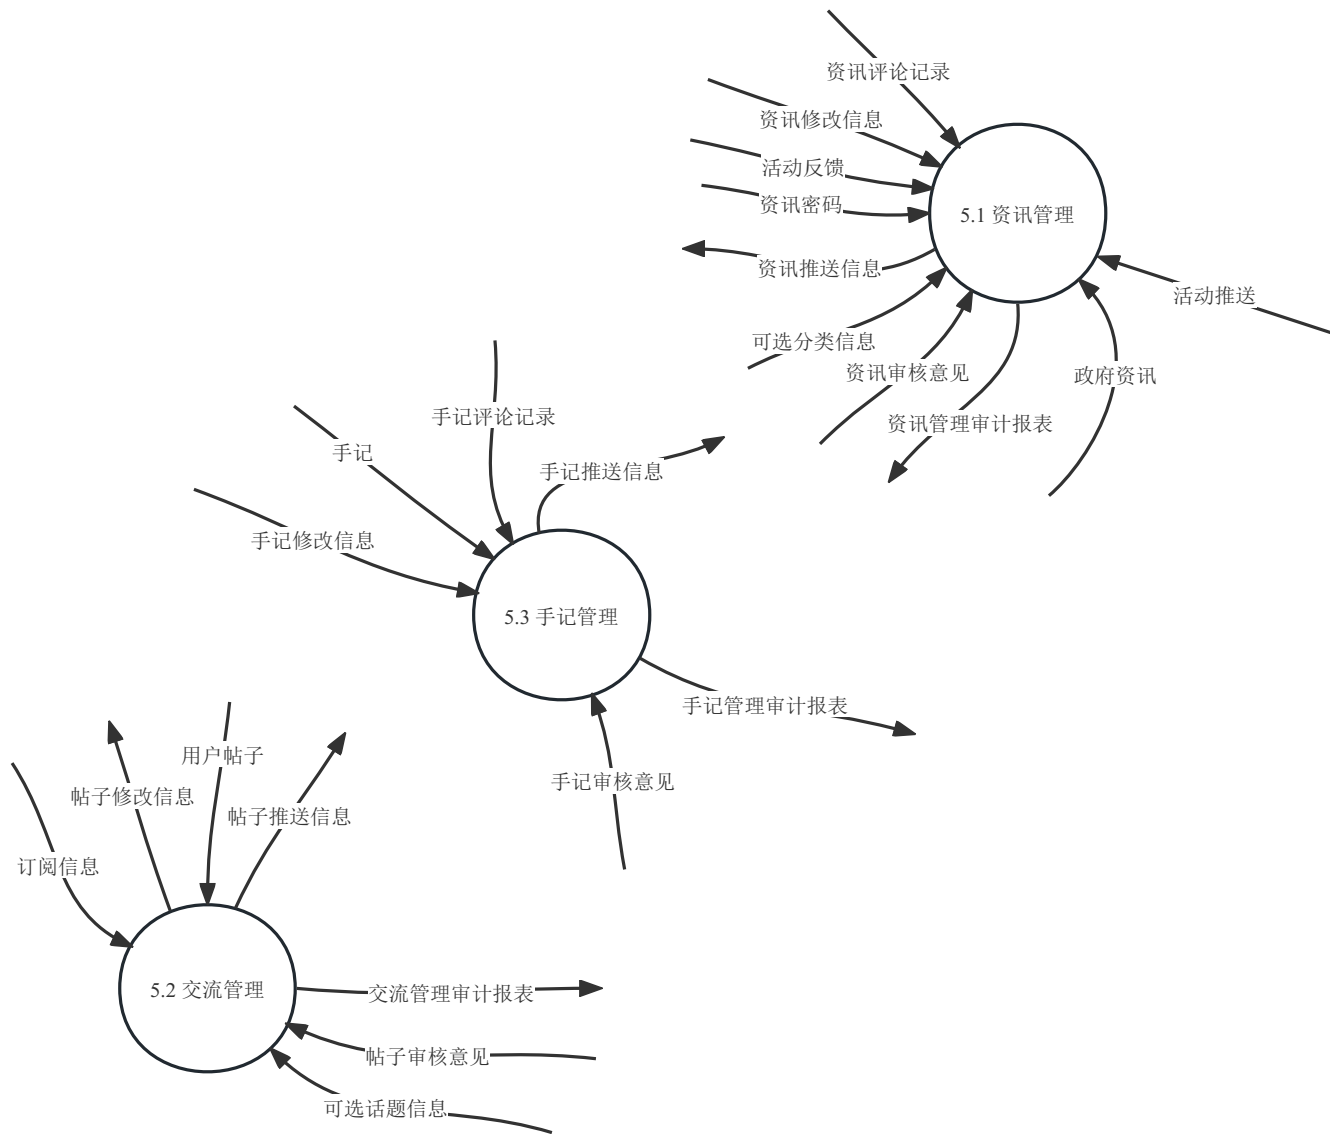 资讯评论记录
资讯修改信息
活动反馈
资讯密码
5.1 资讯管理
资讯推送信息
活动推送
可选分类信息
资讯审核意见
政府资讯
资讯管理审计报表
手记评论记录
手记
手记推送信息
手记修改信息
5.3 手记管理
手记管理审计报表
手记审核意见
用户帖子
帖子修改信息
帖子推送信息
订阅信息
5.2 交流管理
交流管理审计报表
帖子审核意见
可选话题信息